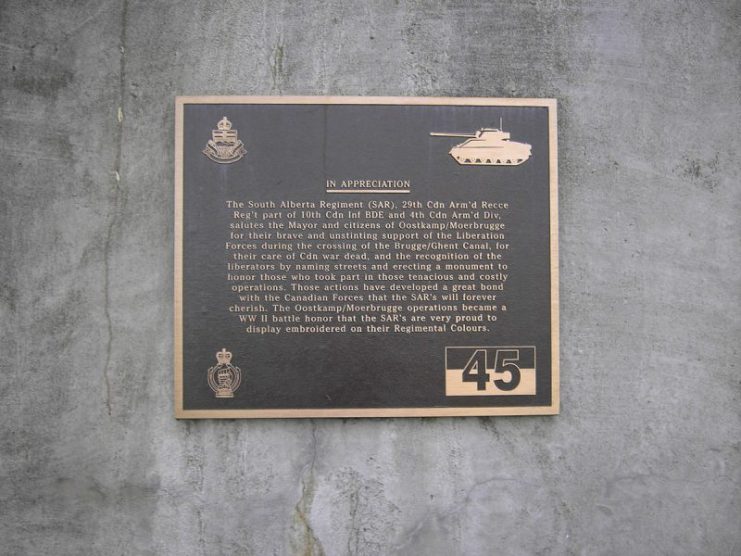 IN APPRECIATION
The South Alberta Regiment (SAR), 29th Cdn Arm'd Recce
Reg't part of 10th Cdn Inf BDE and 4th Cdn Arm'd Div,
salutes the Mayor and citizens of Oostkamp/Moerbrugge
for their brave and unstinting support of the Liberation
Forces during the crossing of the Brugge/Ghent Canal, for
their care of Cdn war dead, and the recognition of the
liberators by naming streets and erecting a monument to
honor those who took part in those tenacious and costly
operations. Those actions have developed a great bond
with the Canadian Forces that the SAR's will forever
cherish. The Oostkamp/Moerbrugge operations became a
WW II battle honor that the SAR's are very proud to
display embroidered on their Regimental Colours.
45